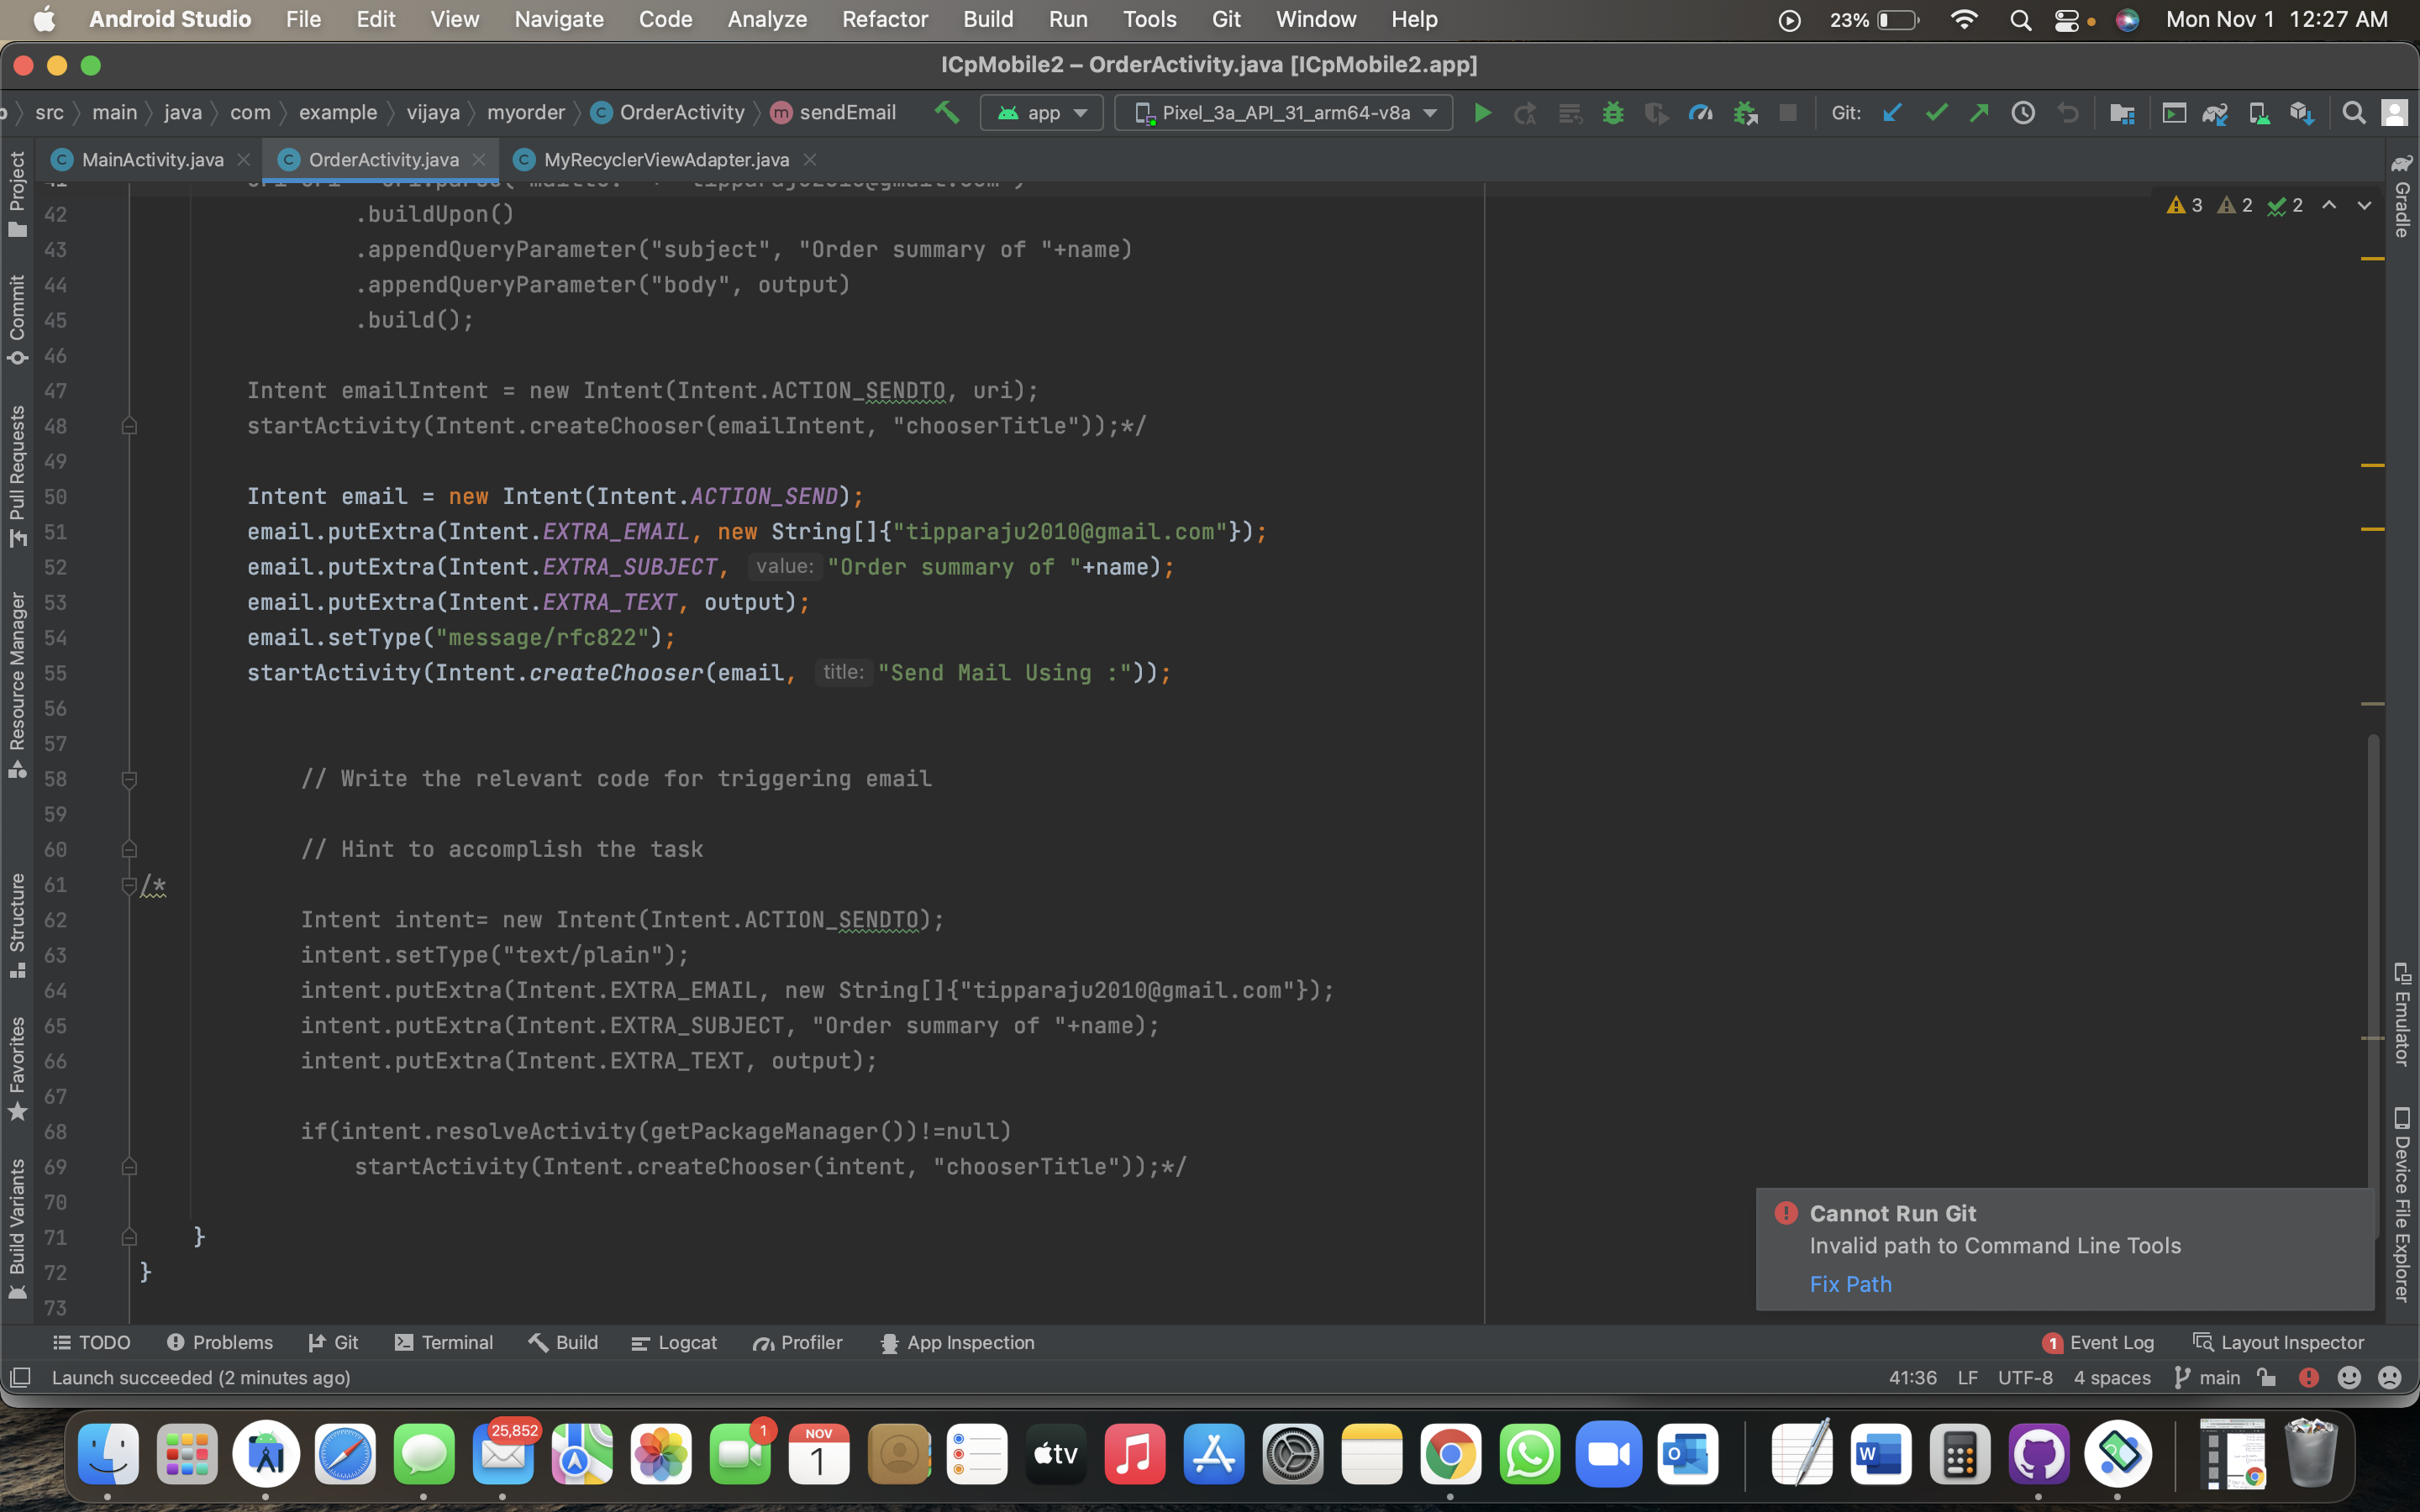 Android Studio File Edit View Navigate Code Analyze Refactor Build Run Tools Git Window Help 23% Mon Nov 1 12:27 AM
ICpMobile2 – OrderActivity.java [ICpMobile2.app]
src main java com example vijaya myorder OrderActivity sendEmail app Pixel_3a_API_31_arm64-v8a Git:
MainActivity.java OrderActivity.java MyRecyclerViewAdapter.java
3 2 2
42 .buildUpon()
43 .appendQueryParameter("subject", "Order summary of "+name)
44 .appendQueryParameter("body", output)
45 .build();
46
47 Intent emailIntent = new Intent(Intent.ACTION_SENDTO, uri);
48 startActivity(Intent.createChooser(emailIntent, "chooserTitle"));*/
49
50 Intent email = new Intent(Intent.ACTION_SEND);
51 email.putExtra(Intent.EXTRA_EMAIL, new String[]{"tipparaju2010@gmail.com"});
52 email.putExtra(Intent.EXTRA_SUBJECT, value: "Order summary of "+name);
53 email.putExtra(Intent.EXTRA_TEXT, output);
54 email.setType("message/rfc822");
55 startActivity(Intent.createChooser(email, title: "Send Mail Using :"));
56
57
58 // Write the relevant code for triggering email
59
60 // Hint to accomplish the task
61 /*
62 Intent intent= new Intent(Intent.ACTION_SENDTO);
63 intent.setType("text/plain");
64 intent.putExtra(Intent.EXTRA_EMAIL, new String[]{"tipparaju2010@gmail.com"});
65 intent.putExtra(Intent.EXTRA_SUBJECT, "Order summary of "+name);
66 intent.putExtra(Intent.EXTRA_TEXT, output);
67
68 if(intent.resolveActivity(getPackageManager())!=null)
69 startActivity(Intent.createChooser(intent, "chooserTitle"));*/
70
71 }
72 }
73
Project
Commit
Pull Requests
Resource Manager
Structure
Favorites
Build Variants
Gradle
Emulator
Device File Explorer
Cannot Run Git
Invalid path to Command Line Tools
Fix Path
TODO Problems Git Terminal Build Logcat Profiler App Inspection 1 Event Log Layout Inspector
Launch succeeded (2 minutes ago) 41:36 LF UTF-8 4 spaces main
25,852 1 NOV 1 tv W